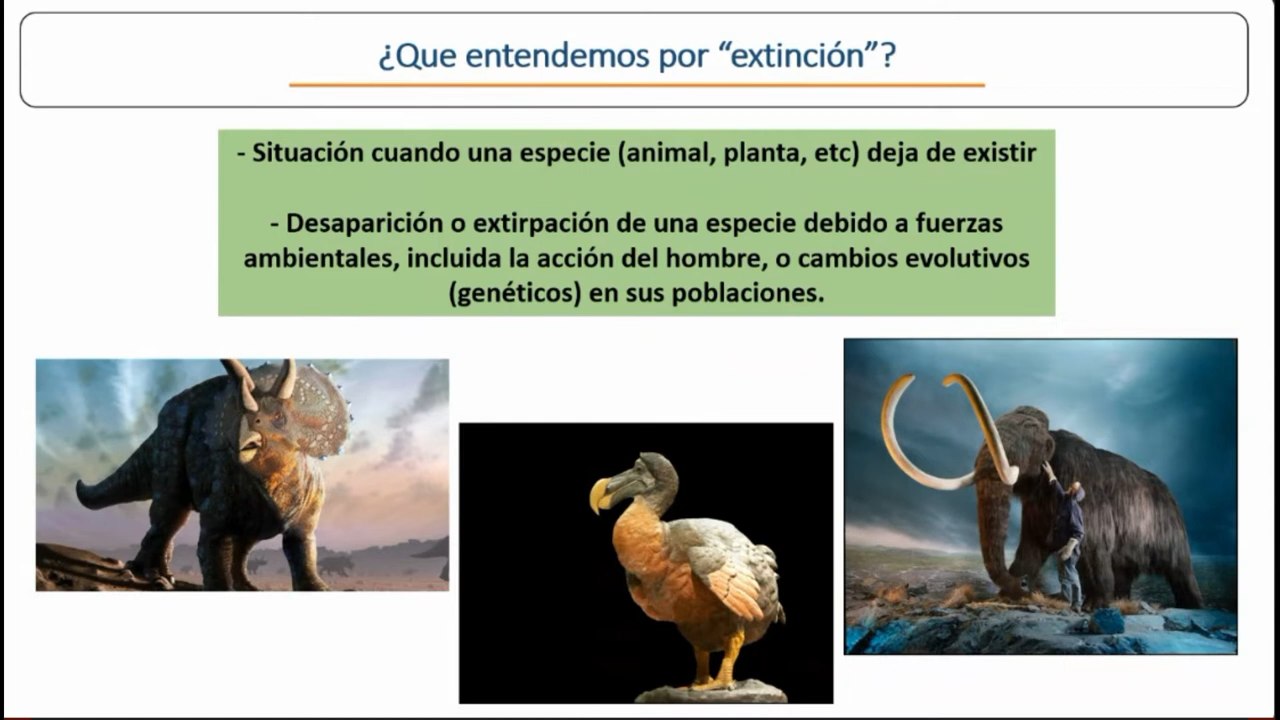 ¿Que entendemos por “extinción”?
- Situación cuando una especie (animal, planta, etc) deja de existir
- Desaparición o extirpación de una especie debido a fuerzas
ambientales, incluida la acción del hombre, o cambios evolutivos
(genéticos) en sus poblaciones.